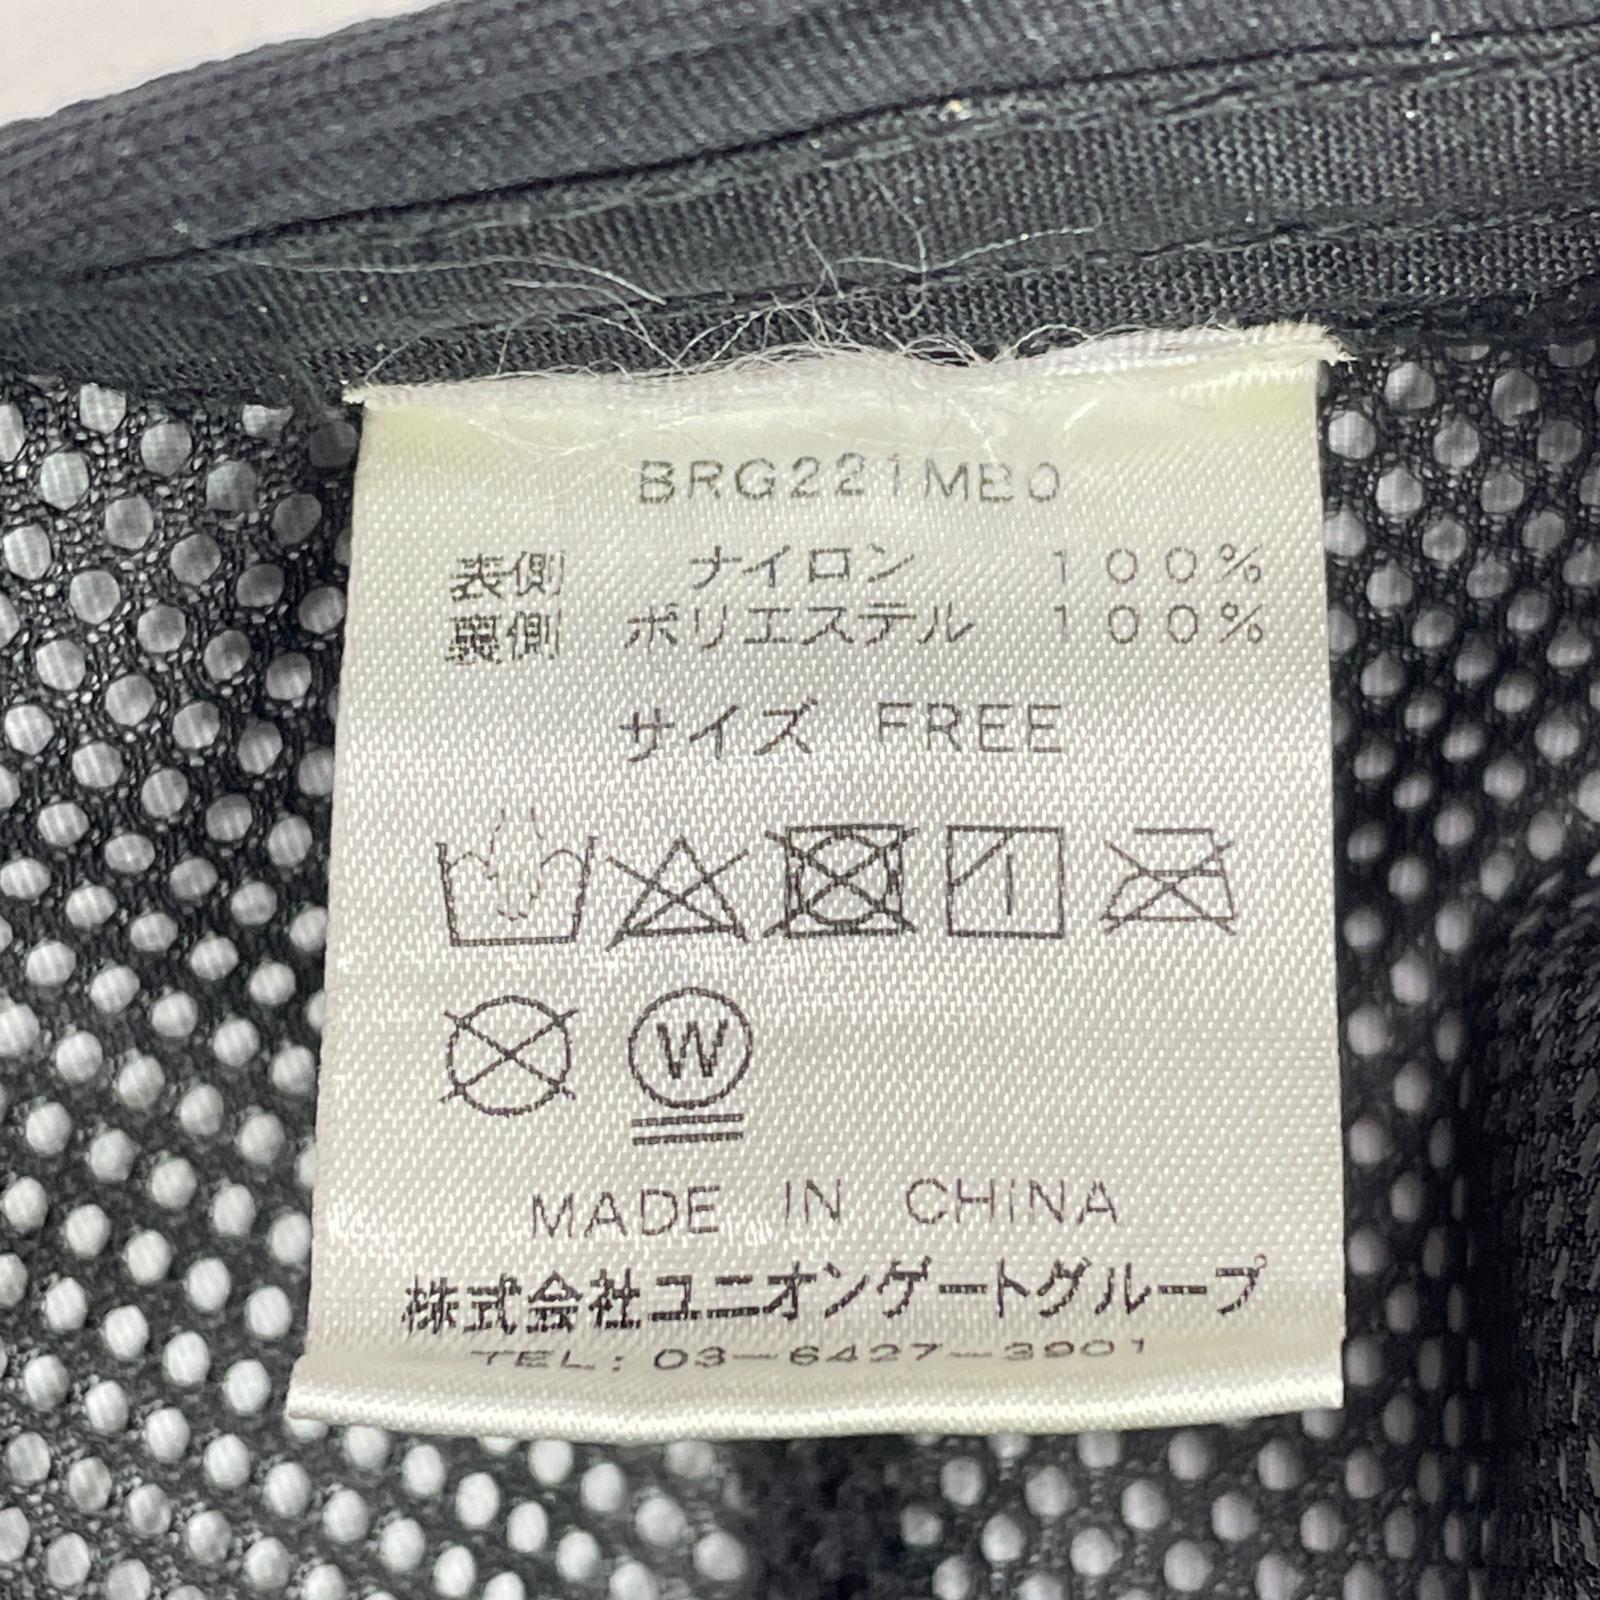 BRG221MB0
表側 ナイロン 100%
裏側 ポリエステル 100%
サイズ FREE
W
MADE IN CHINA
株式会社ユニオンゲートグループ
TEL: 03-6427-3901